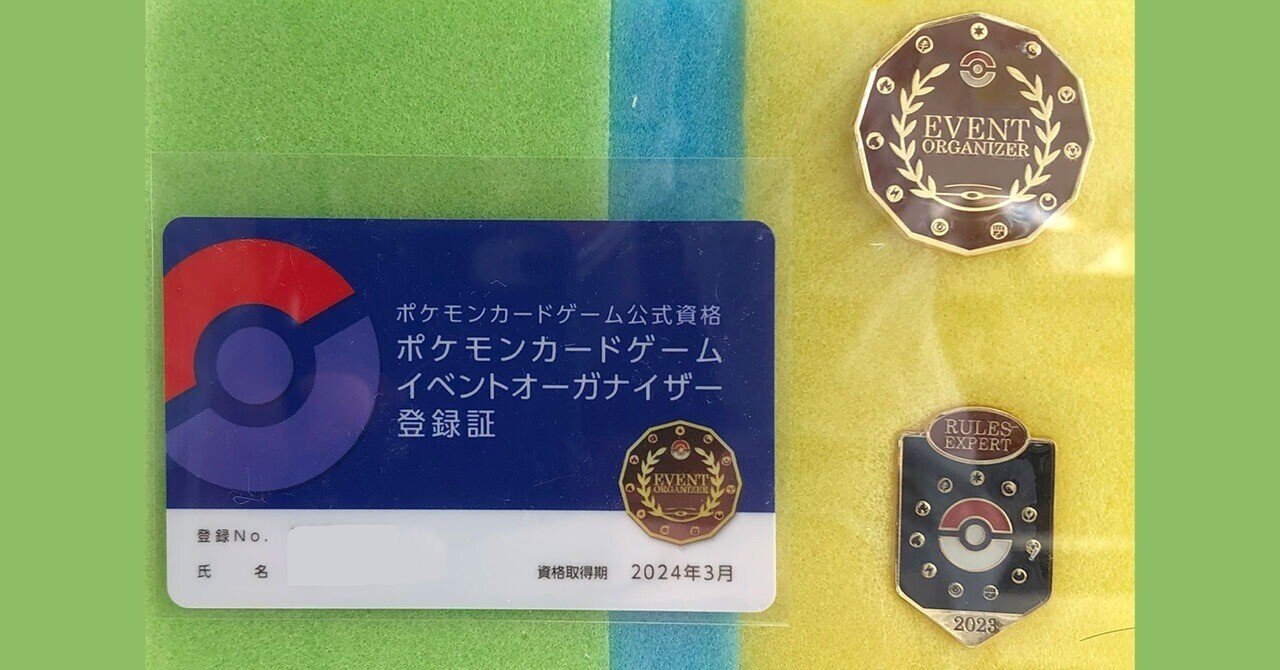 ポケモンカードゲーム公式資格
ポケモンカードゲーム
イベントオーガナイザー
登録証
EVENT
ORGANIZER
登録No.
氏 名
資格取得期 2024年3月
EVENT
ORGANIZER
RULES
EXPERT
2023